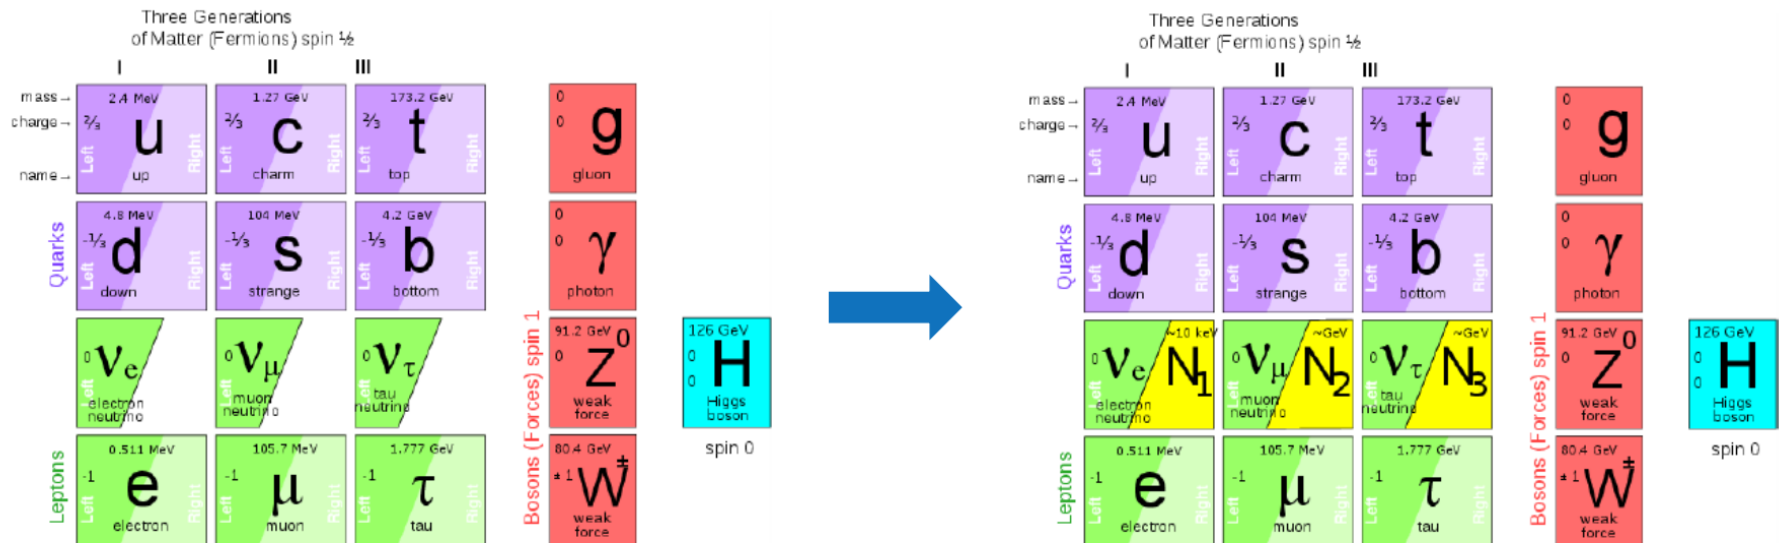 Three Generations
of Matter (Fermions) spin ½
I II III
mass→ 2.4 MeV 1.27 GeV 173.2 GeV 0
charge→ ⅔ u ⅔ c ⅔ t 0 g
Left Right Left Right Left Right
name→ up charm top gluon
Quarks
4.8 MeV 104 MeV 4.2 GeV 0
-⅓ d -⅓ s -⅓ b 0 γ
Left Right Left Right Left Right
down strange bottom photon
91.2 GeV 126 GeV
0 νe 0 νμ 0 ντ 0 Z0 0 0 H
Left Left Left
electron neutrino muon neutrino tau neutrino weak force Higgs boson
spin 0
Leptons
0.511 MeV 105.7 MeV 1.777 GeV 80.4 GeV
-1 e -1 μ -1 τ ± 1 W±
Left Right Left Right Left Right
electron muon tau weak force
Bosons (Forces) spin 1
Three Generations
of Matter (Fermions) spin ½
I II III
mass→ 2.4 MeV 1.27 GeV 173.2 GeV 0
charge→ ⅔ u ⅔ c ⅔ t 0 g
Left Right Left Right Left Right
name→ up charm top gluon
Quarks
4.8 MeV 104 MeV 4.2 GeV 0
-⅓ d -⅓ s -⅓ b 0 γ
Left Right Left Right Left Right
down strange bottom photon
~10 keV ~GeV ~GeV 91.2 GeV 126 GeV
0 νe N1 0 νμ N2 0 ντ N3 0 Z0 0 0 H
Left Left Left
electron neutrino muon neutrino tau neutrino weak force Higgs boson
spin 0
Leptons
0.511 MeV 105.7 MeV 1.777 GeV 80.4 GeV
-1 e -1 μ -1 τ ± 1 W±
Left Right Left Right Left Right
electron muon tau weak force
Bosons (Forces) spin 1